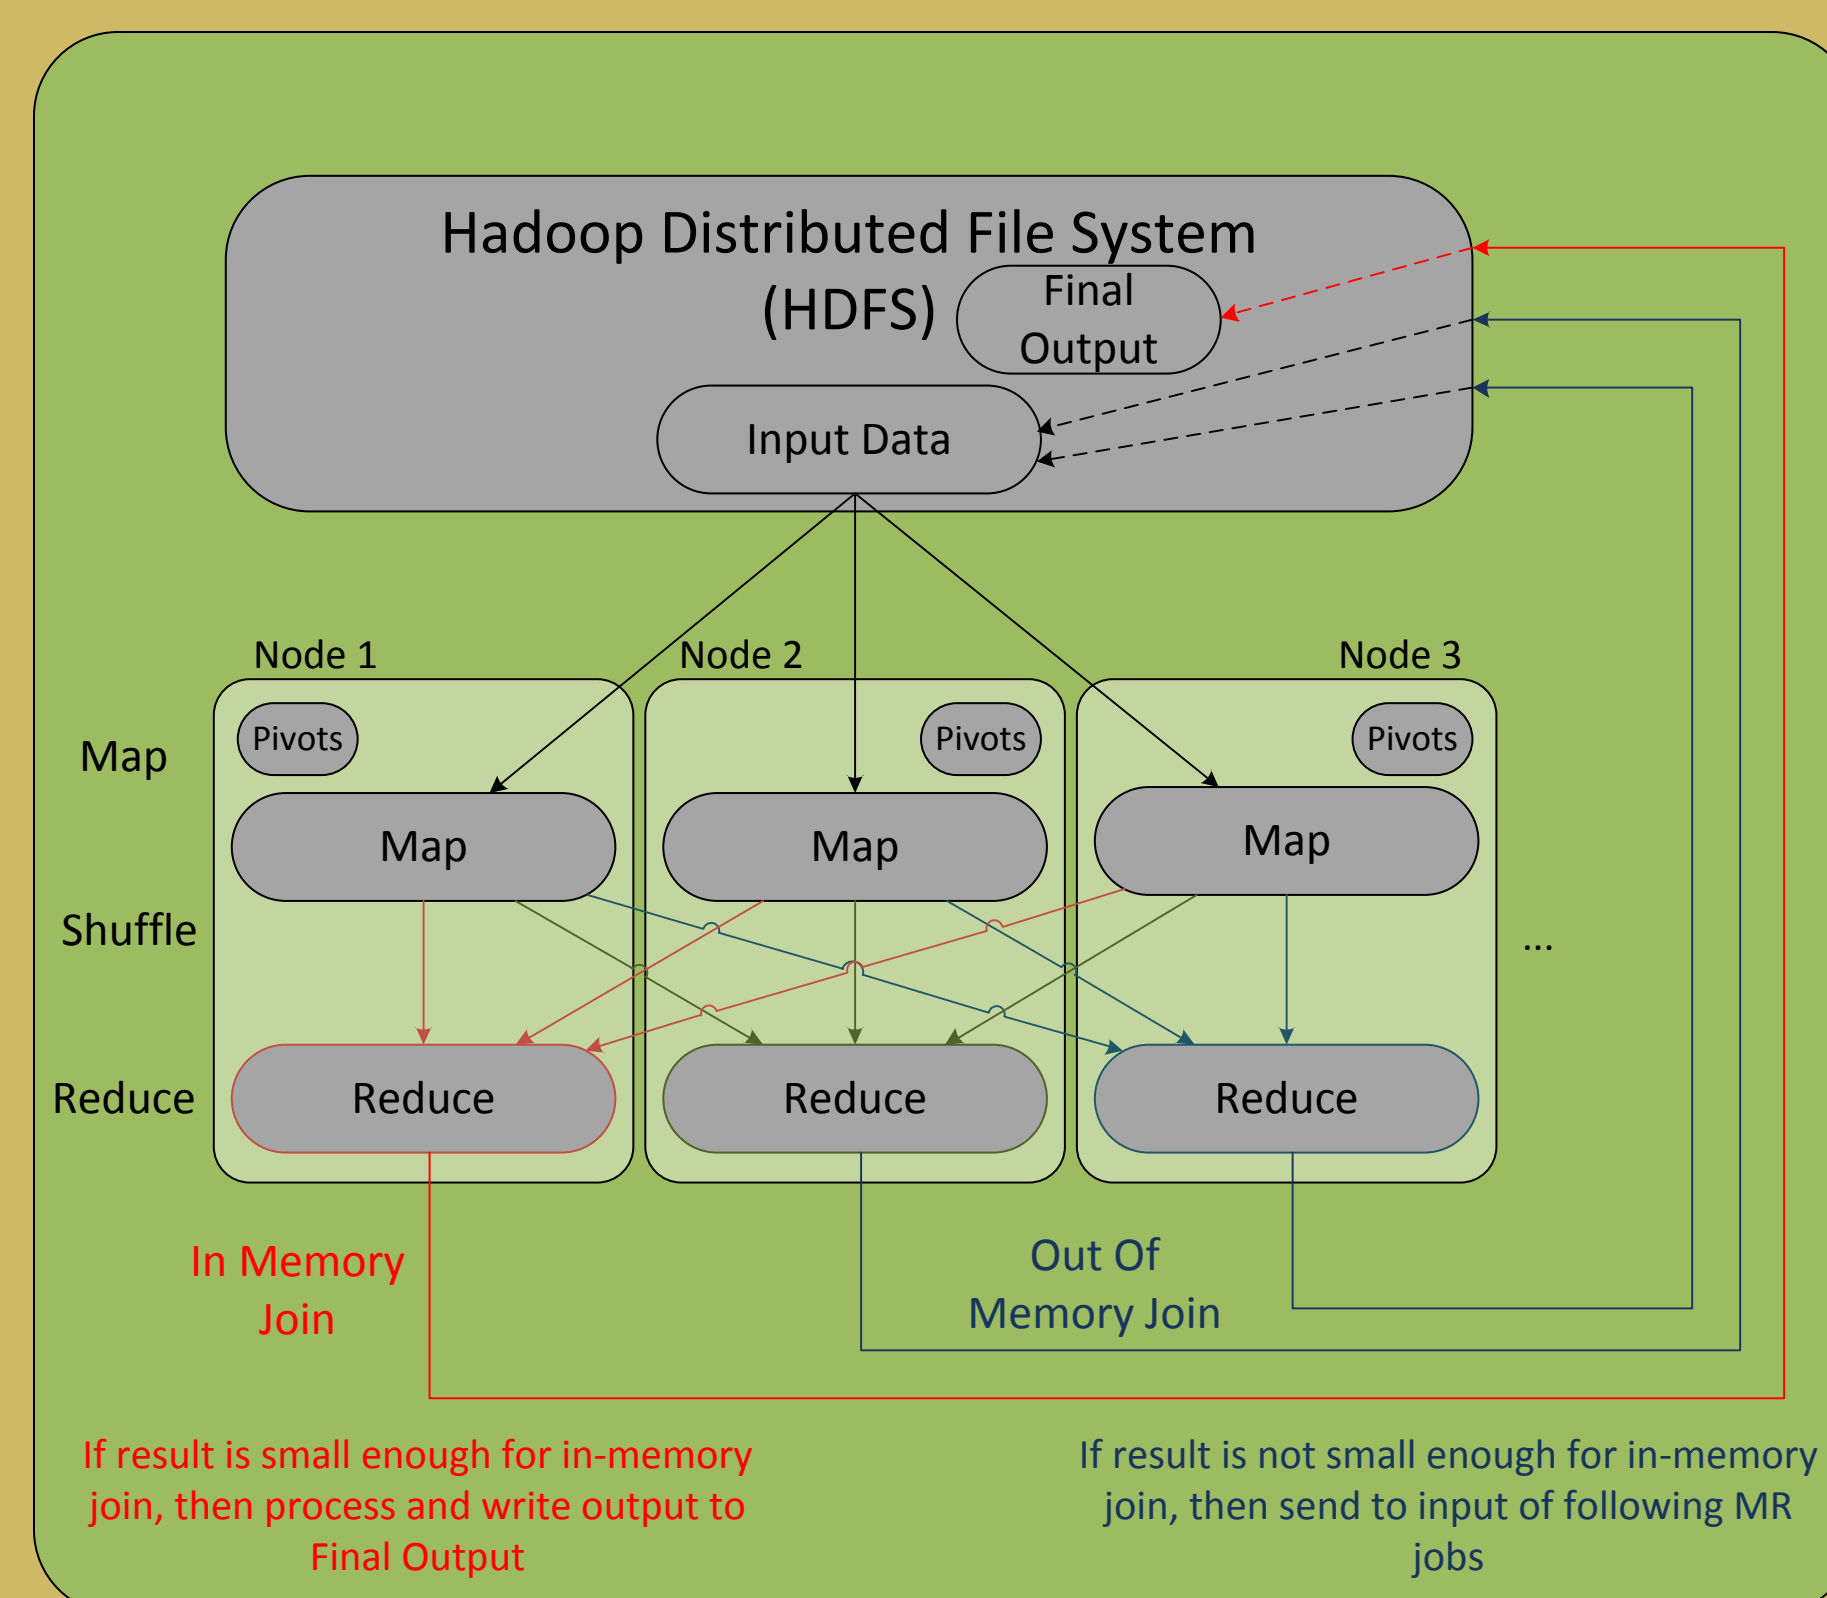 Hadoop Distributed File System
(HDFS)
Final
Output
Input Data
Node 1
Node 2
Node 3
Pivots
Pivots
Pivots
Map
Map
Map
Map
Shuffle
...
Reduce
Reduce
Reduce
Reduce
In Memory
Join
Out Of
Memory Join
If result is small enough for in-memory
join, then process and write output to
Final Output
If result is not small enough for in-memory
join, then send to input of following MR
jobs